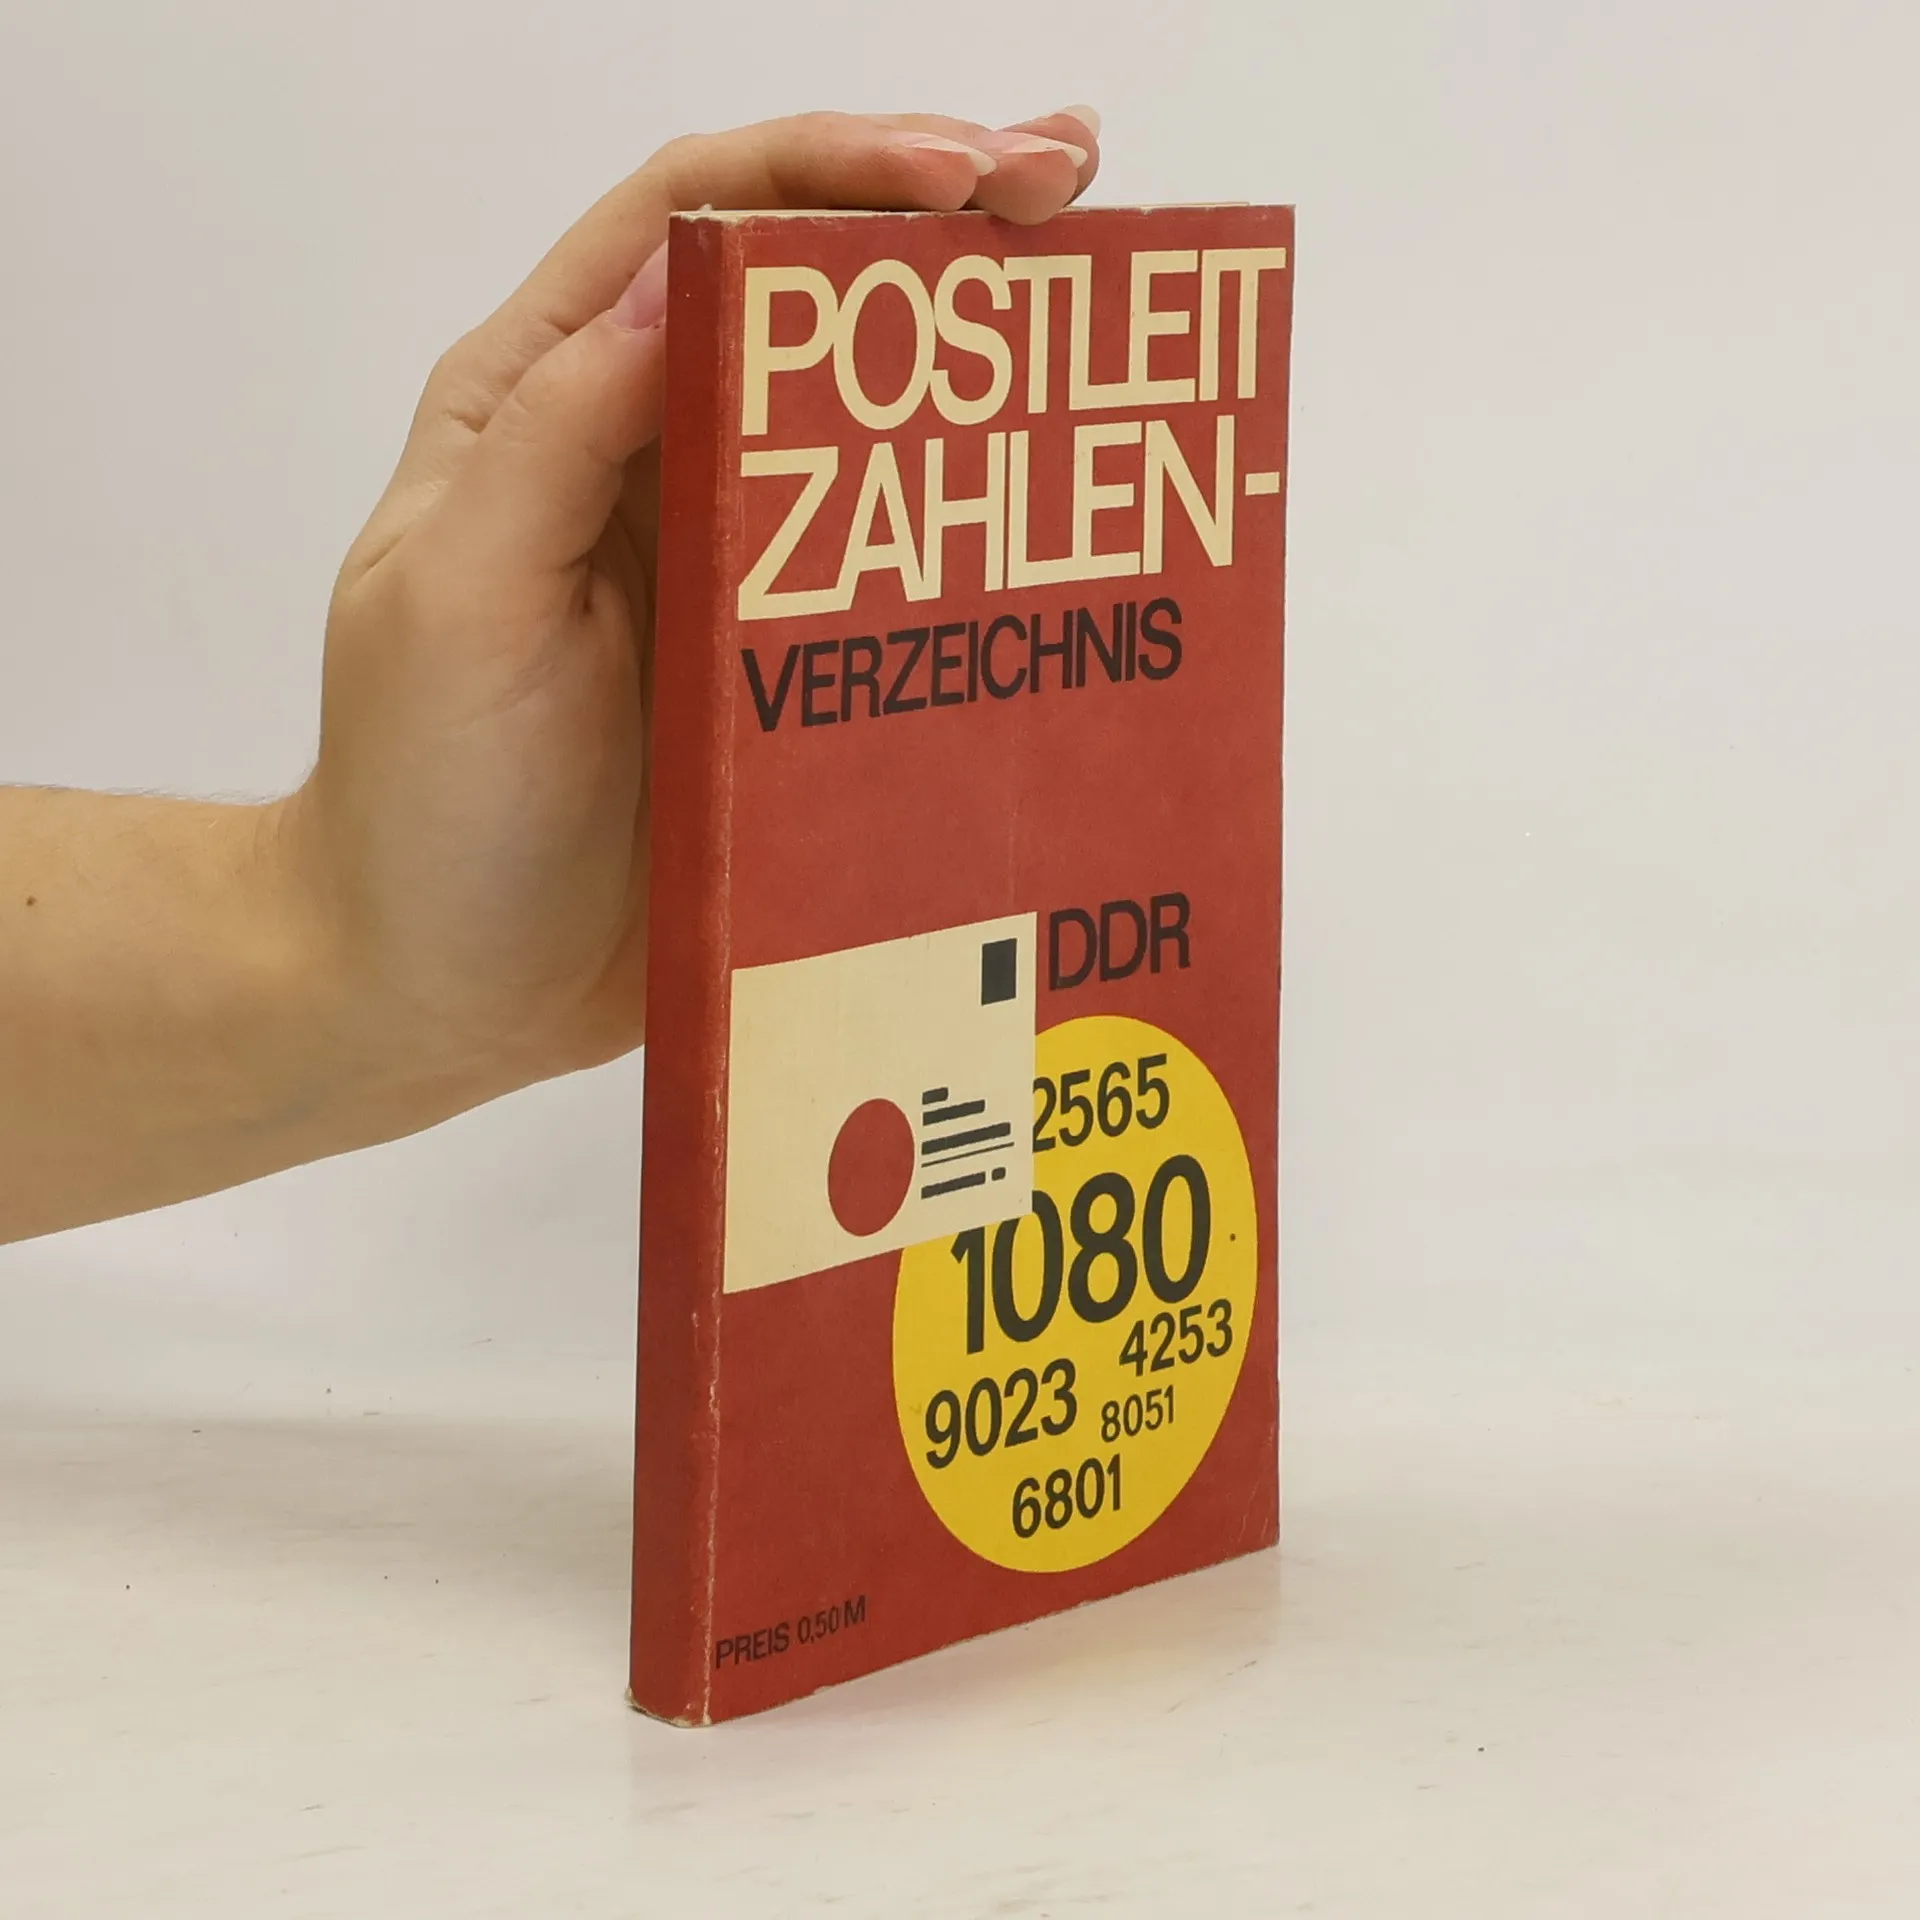 POSTLEIT
ZAHLEN-
VERZEICHNIS
DDR
2565
1080
4253
9023
8051
6801
PREIS 0,50 M